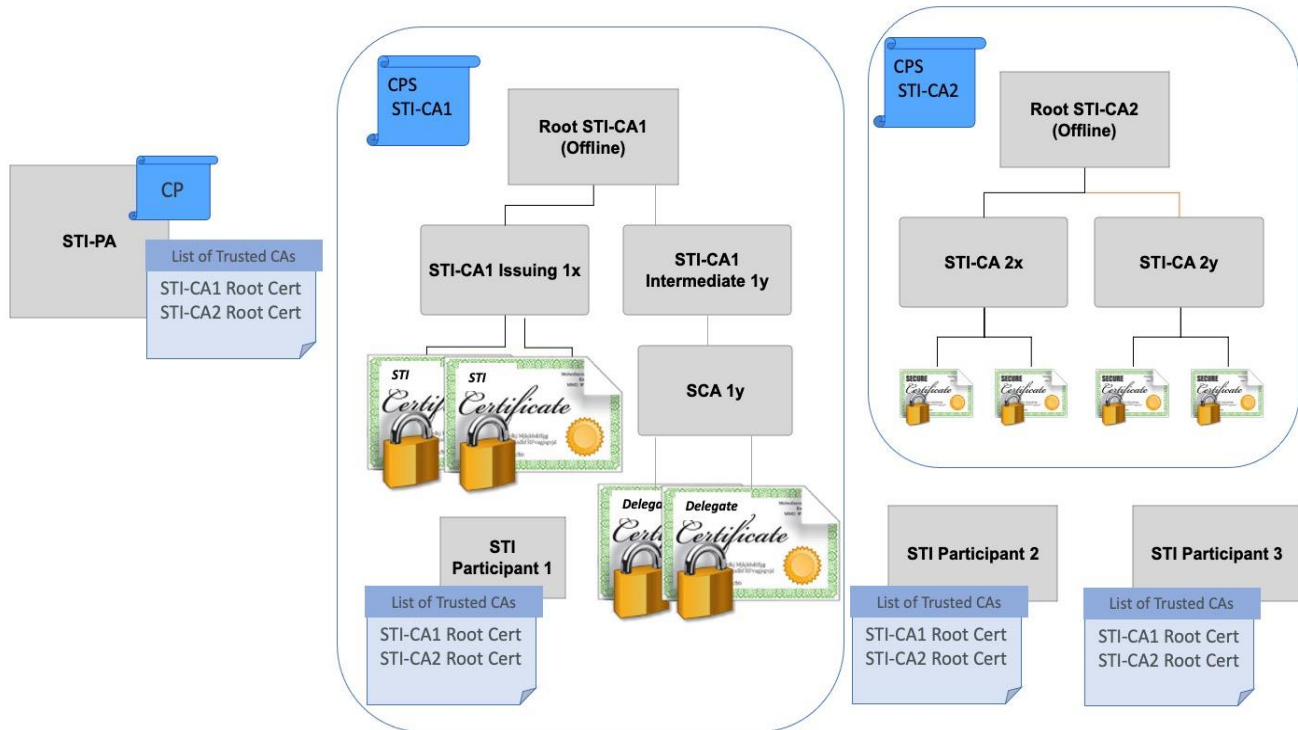 CP
STI-PA
List of Trusted CAs
STI-CA1 Root Cert
STI-CA2 Root Cert
CPS
STI-CA1
Root STI-CA1
(Offline)
STI-CA1 Issuing 1x
STI-CA1
Intermediate 1y
SCA 1y
STI
STI
Certificate
Delegate
Certificate
STI
Participant 1
List of Trusted CAs
STI-CA1 Root Cert
STI-CA2 Root Cert
CPS
STI-CA2
Root STI-CA2
(Offline)
STI-CA 2x
STI-CA 2y
SECURE
Certificate
SECURE
Certificate
SECURE
Certificate
SECURE
Certificate
STI Participant 2
List of Trusted CAs
STI-CA1 Root Cert
STI-CA2 Root Cert
STI Participant 3
List of Trusted CAs
STI-CA1 Root Cert
STI-CA2 Root Cert